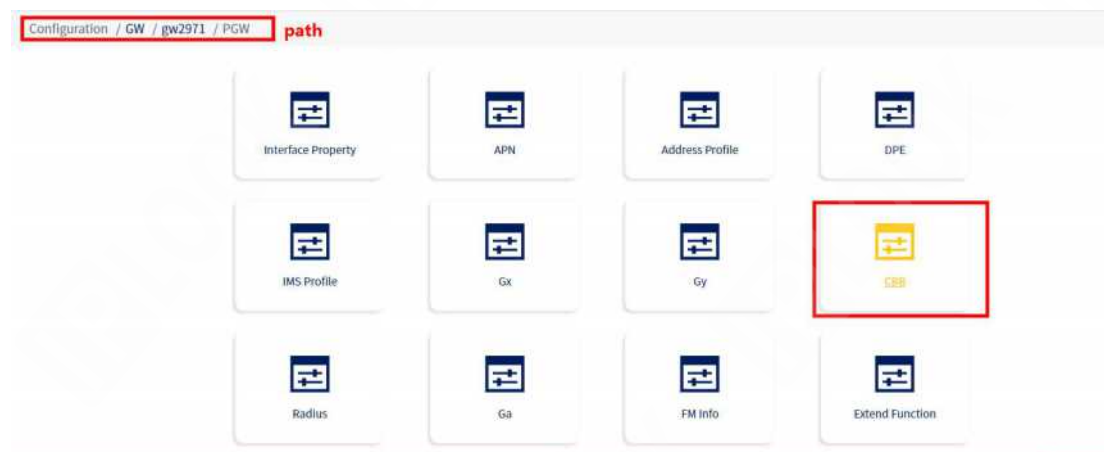 Configuration / GW / gw2971 / PGW path
Interface Property APN Address Profile DPE
IMS Profile Gx Gy CBB
Radius Ga FM Info Extend Function